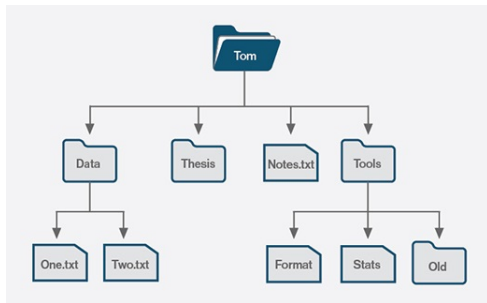 Tom
Data
Thesis
Notes.txt
Tools
One.txt
Two.txt
Format
Stats
Old